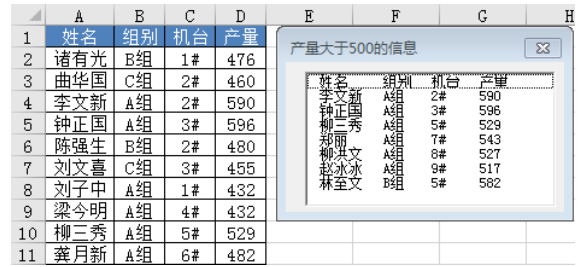 A B C D E F G H
1 姓名 组别 机台 产量
2 诸有光 B组 1# 476
3 曲华国 C组 2# 460
4 李文新 A组 2# 590
5 钟正国 A组 3# 596
6 陈强生 B组 2# 480
7 刘文喜 C组 3# 455
8 刘子中 A组 1# 432
9 梁今明 A组 4# 432
10 柳三秀 A组 5# 529
11 龚月新 A组 6# 482
产量大于500的信息
姓名 组别 机台 产量
李文新 A组 2# 590
钟正国 A组 3# 596
柳三秀 A组 5# 529
郑丽 A组 7# 543
柳洪文 A组 8# 527
赵冰冰 A组 9# 517
林至文 B组 5# 582